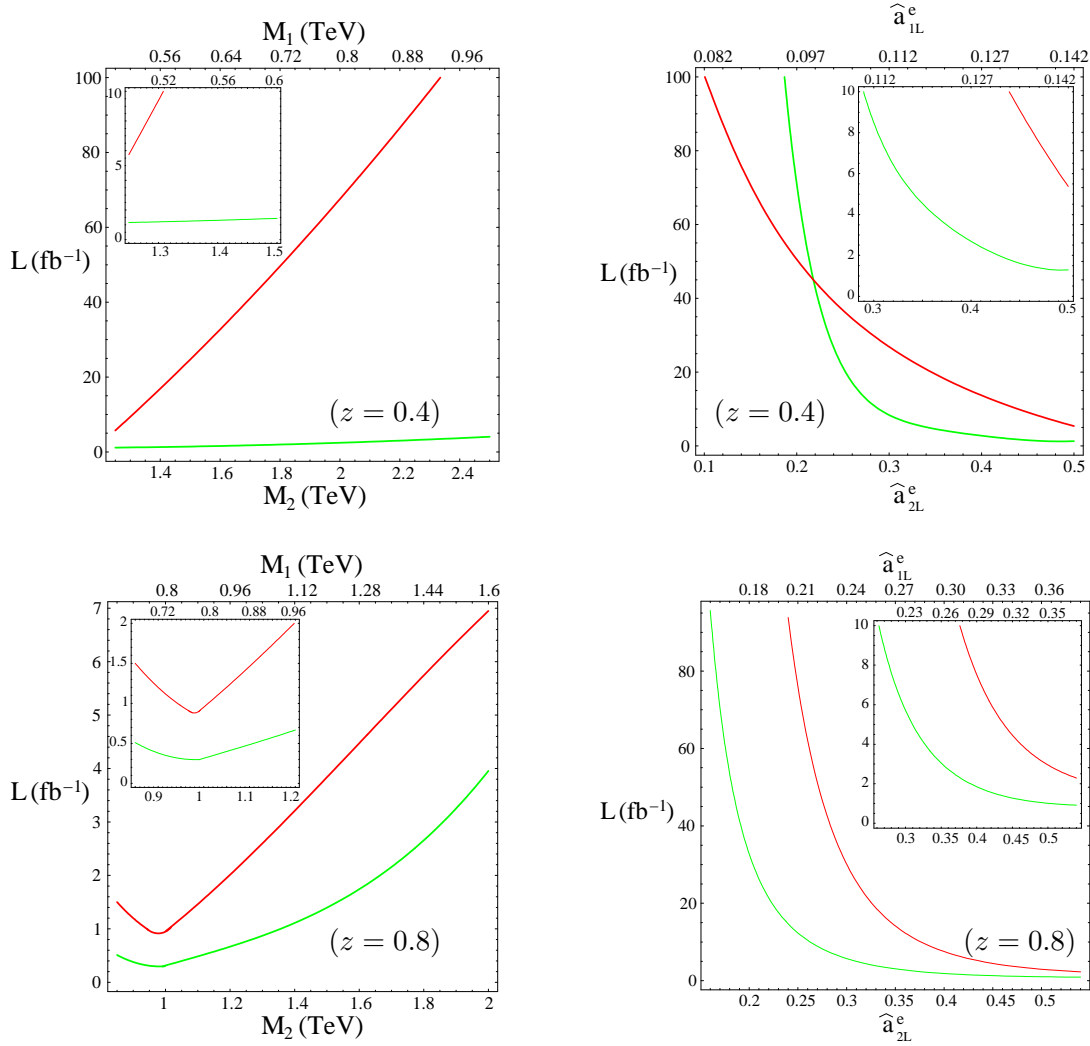 M₁ (TeV)
0.56 0.64 0.72 0.8 0.88 0.96
100
80
60
40
20
0
L (fb⁻¹)
0.52 0.56 0.6
10
5
0
1.3 1.4 1.5
(z = 0.4)
1.4 1.6 1.8 2 2.2 2.4
M₂ (TeV)
â₁Lᵉ
0.082 0.097 0.112 0.127 0.142
100
80
60
40
20
0
L (fb⁻¹)
0.112 0.127 0.142
10
8
6
4
2
0
0.3 0.4 0.5
(z = 0.4)
0.1 0.2 0.3 0.4 0.5
â₂Lᵉ
M₁ (TeV)
0.8 0.96 1.12 1.28 1.44 1.6
7
6
5
4
3
2
1
0
L (fb⁻¹)
0.72 0.8 0.88 0.96
2
1.5
1
0.5
0
0.9 1 1.1 1.2
(z = 0.8)
1 1.2 1.4 1.6 1.8 2
M₂ (TeV)
â₁Lᵉ
0.18 0.21 0.24 0.27 0.30 0.33 0.36
80
60
40
20
0
L (fb⁻¹)
0.23 0.26 0.29 0.32 0.35
10
8
6
4
2
0
0.3 0.35 0.4 0.45 0.5
(z = 0.8)
0.2 0.25 0.3 0.35 0.4 0.45 0.5
â₂Lᵉ